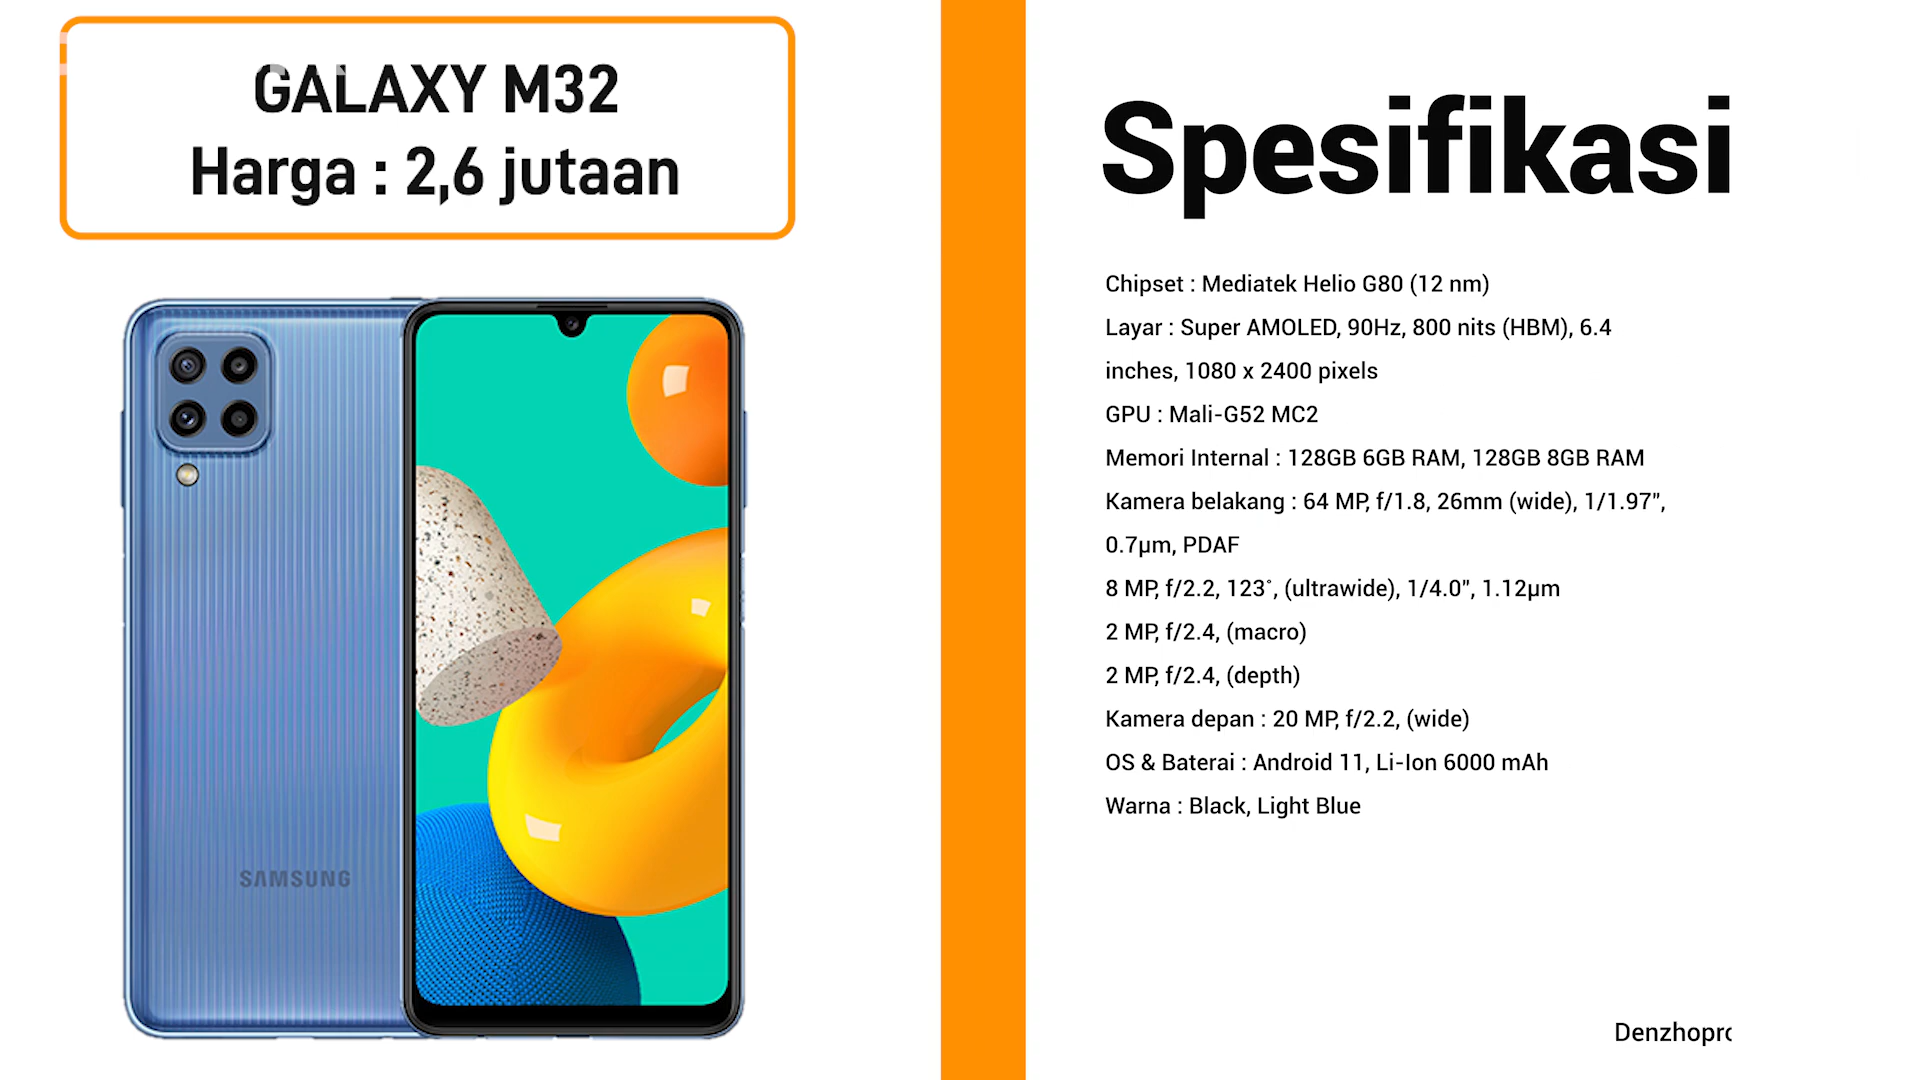 GALAXY M32
Harga : 2,6 jutaan
SAMSUNG
Spesifikasi
Chipset : Mediatek Helio G80 (12 nm)
Layar : Super AMOLED, 90Hz, 800 nits (HBM), 6.4
inches, 1080 x 2400 pixels
GPU : Mali-G52 MC2
Memori Internal : 128GB 6GB RAM, 128GB 8GB RAM
Kamera belakang : 64 MP, f/1.8, 26mm (wide), 1/1.97",
0.7µm, PDAF
8 MP, f/2.2, 123˚, (ultrawide), 1/4.0", 1.12µm
2 MP, f/2.4, (macro)
2 MP, f/2.4, (depth)
Kamera depan : 20 MP, f/2.2, (wide)
OS & Baterai : Android 11, Li-Ion 6000 mAh
Warna : Black, Light Blue
Denzhopro